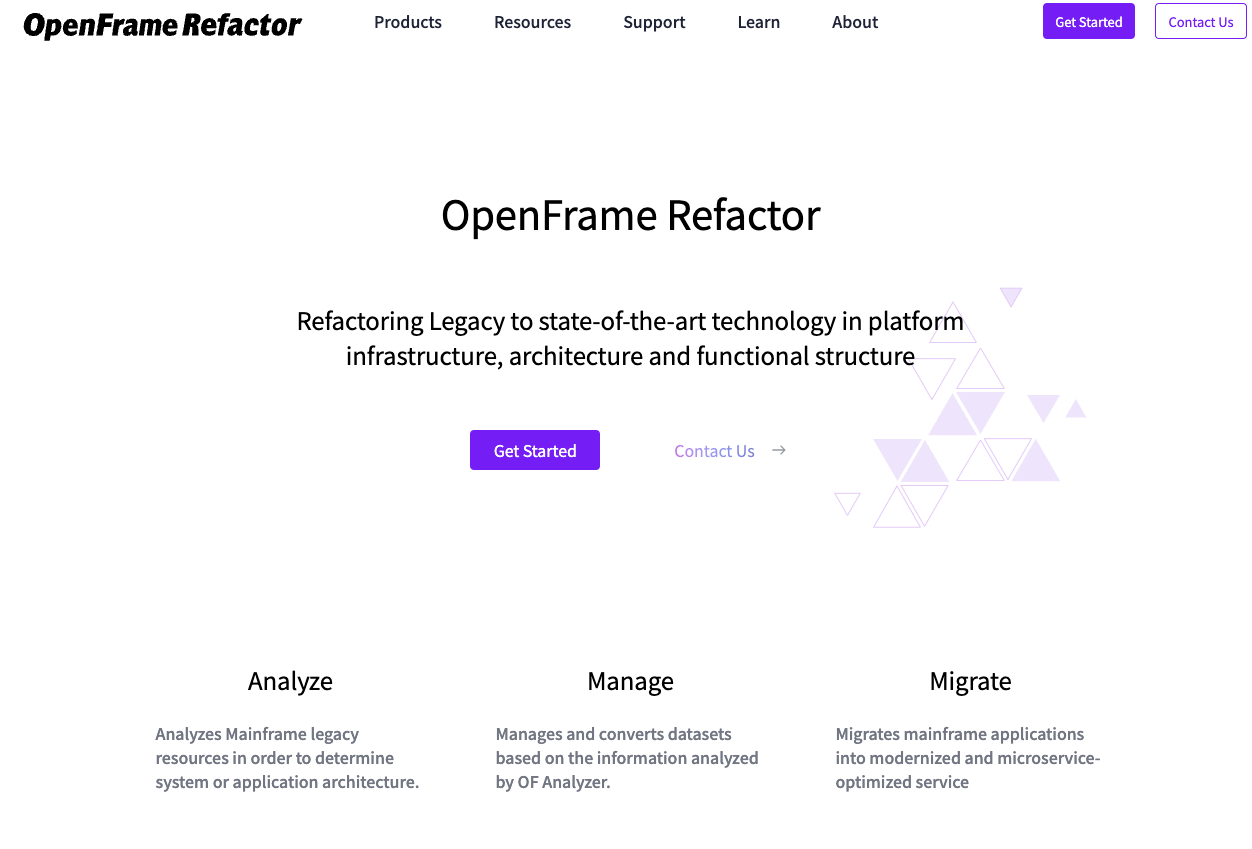 OpenFrame Refactor
Products
Resources
Support
Learn
About
Get Started
Contact Us
OpenFrame Refactor
Refactoring Legacy to state-of-the-art technology in platform
infrastructure, architecture and functional structure
Get Started
Contact Us →
Analyze
Analyzes Mainframe legacy
resources in order to determine
system or application architecture.
Manage
Manages and converts datasets
based on the information analyzed
by OF Analyzer.
Migrate
Migrates mainframe applications
into modernized and microservice-
optimized service